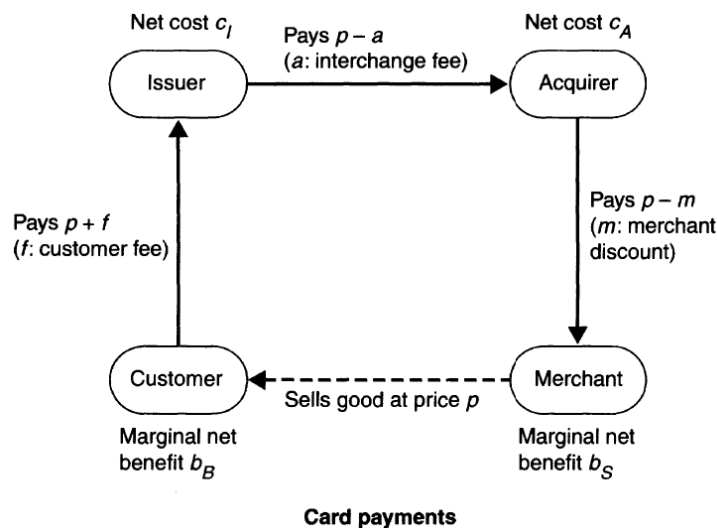 Net cost c_I
Net cost c_A
Pays p – a
(a: interchange fee)
Issuer
Acquirer
Pays p + f
(f: customer fee)
Pays p – m
(m: merchant
discount)
Customer
Merchant
Sells good at price p
Marginal net
benefit b_B
Marginal net
benefit b_S
Card payments